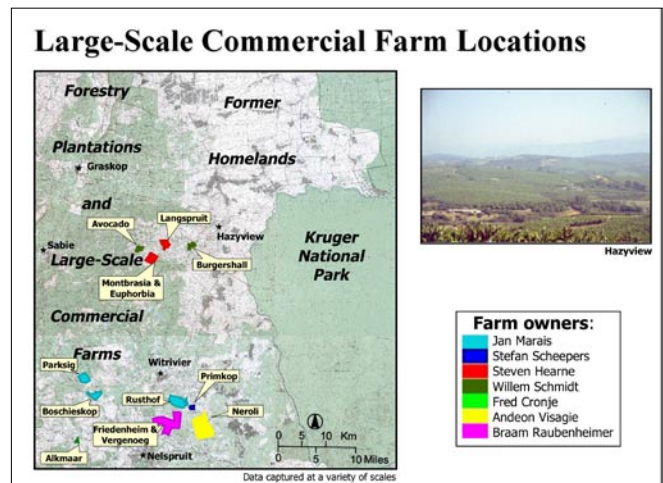 Large-Scale Commercial Farm Locations
Forestry
Former
Plantations
Homelands
Graskop
and
Langspruit
Avocado
Hazyview
Sabie
Large-Scale
Burgershall
Kruger
National
Park
Montbrasia &
Euphorbia
Commercial
Farms
Witrivier
Parksig
Primkop
Rusthof
Boschieskop
Neroli
Friedenheim &
Vergenoeg
Alkmaar
Nelspruit
0 5 10 Km
0 5 10 Miles
Data captured at a variety of scales
Hazyview
Farm owners:
Jan Marais
Stefan Scheepers
Steven Hearne
Willem Schmidt
Fred Cronje
Andeon Visagie
Braam Raubenheimer